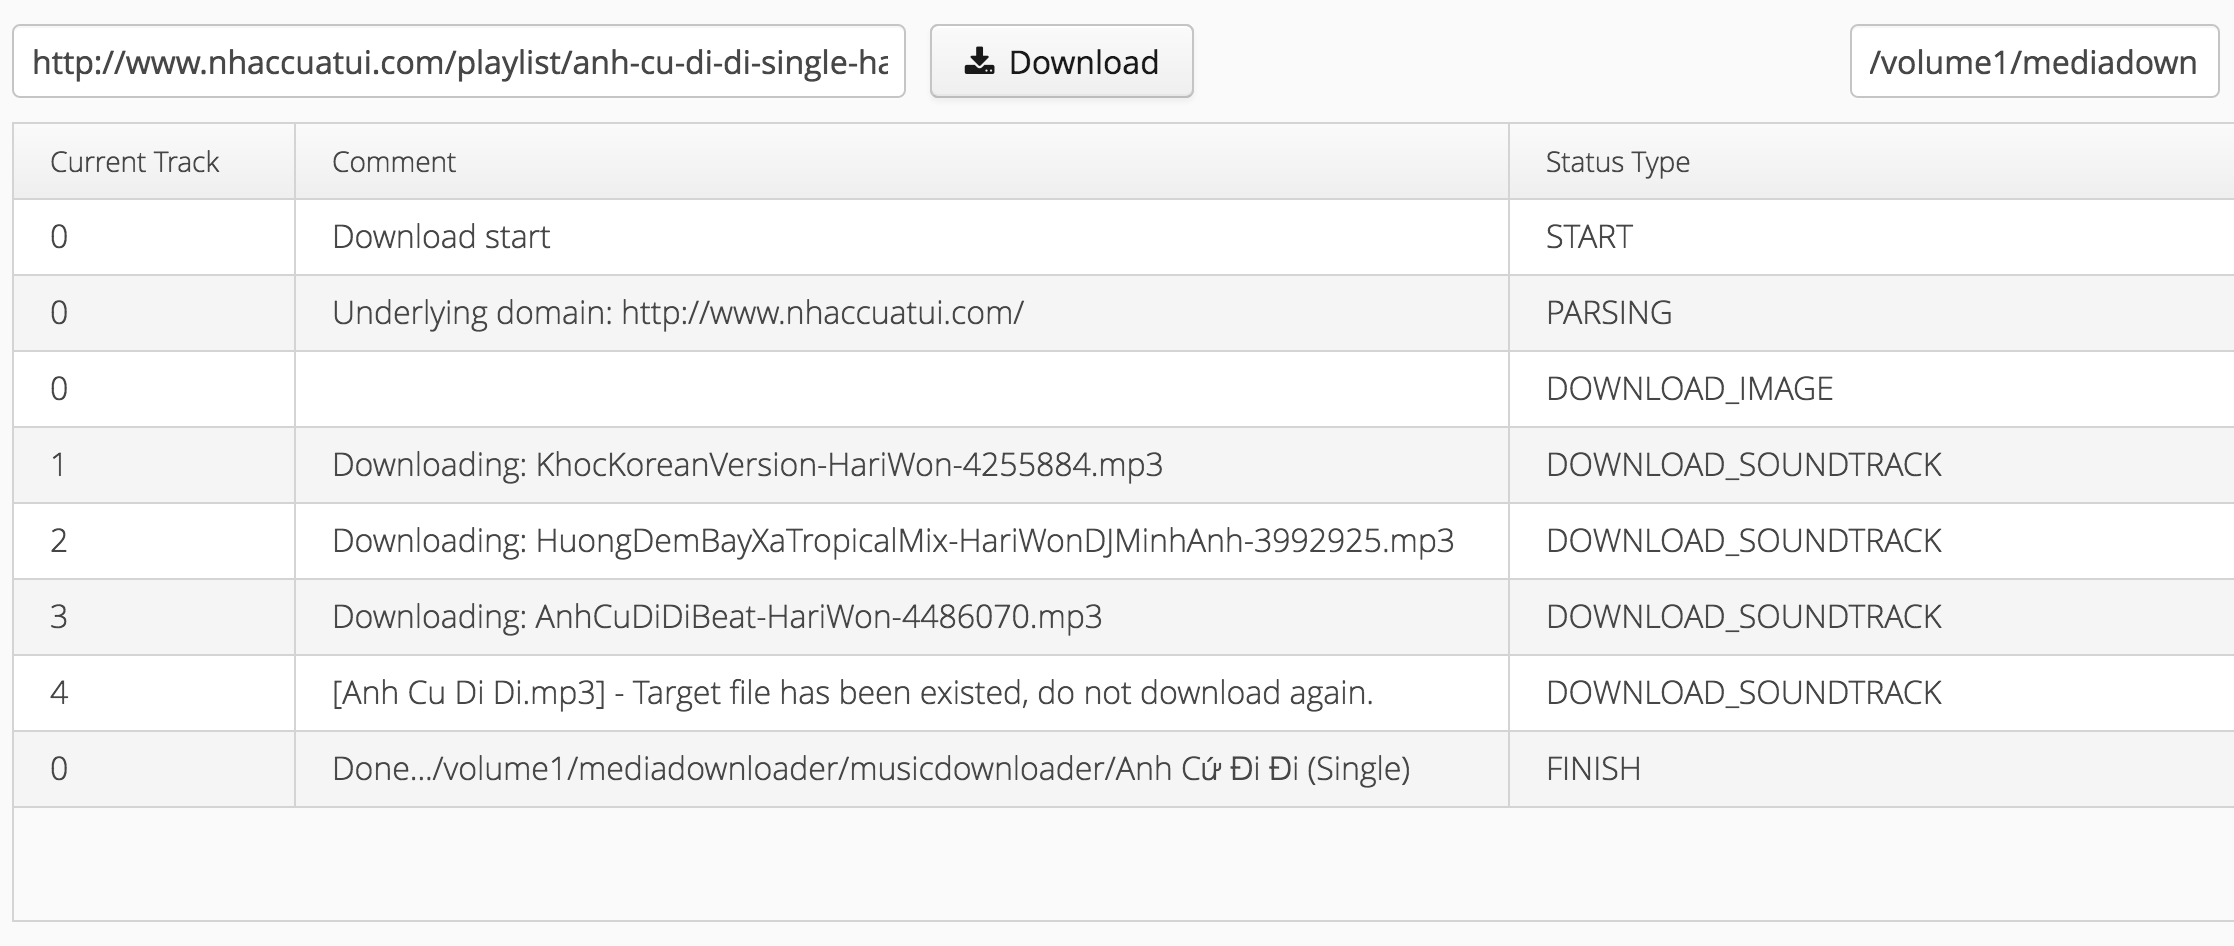 http://www.nhaccuatui.com/playlist/anh-cu-di-di-single-ha Download /volume1/mediadown
Current Track Comment Status Type
0 Download start START
0 Underlying domain: http://www.nhaccuatui.com/ PARSING
0 DOWNLOAD_IMAGE
1 Downloading: KhocKoreanVersion-HariWon-4255884.mp3 DOWNLOAD_SOUNDTRACK
2 Downloading: HuongDemBayXaTropicalMix-HariWonDJMinhAnh-3992925.mp3 DOWNLOAD_SOUNDTRACK
3 Downloading: AnhCuDiDiBeat-HariWon-4486070.mp3 DOWNLOAD_SOUNDTRACK
4 [Anh Cu Di Di.mp3] - Target file has been existed, do not download again. DOWNLOAD_SOUNDTRACK
0 Done.../volume1/mediadownloader/musicdownloader/Anh Cứ Đi Đi (Single) FINISH